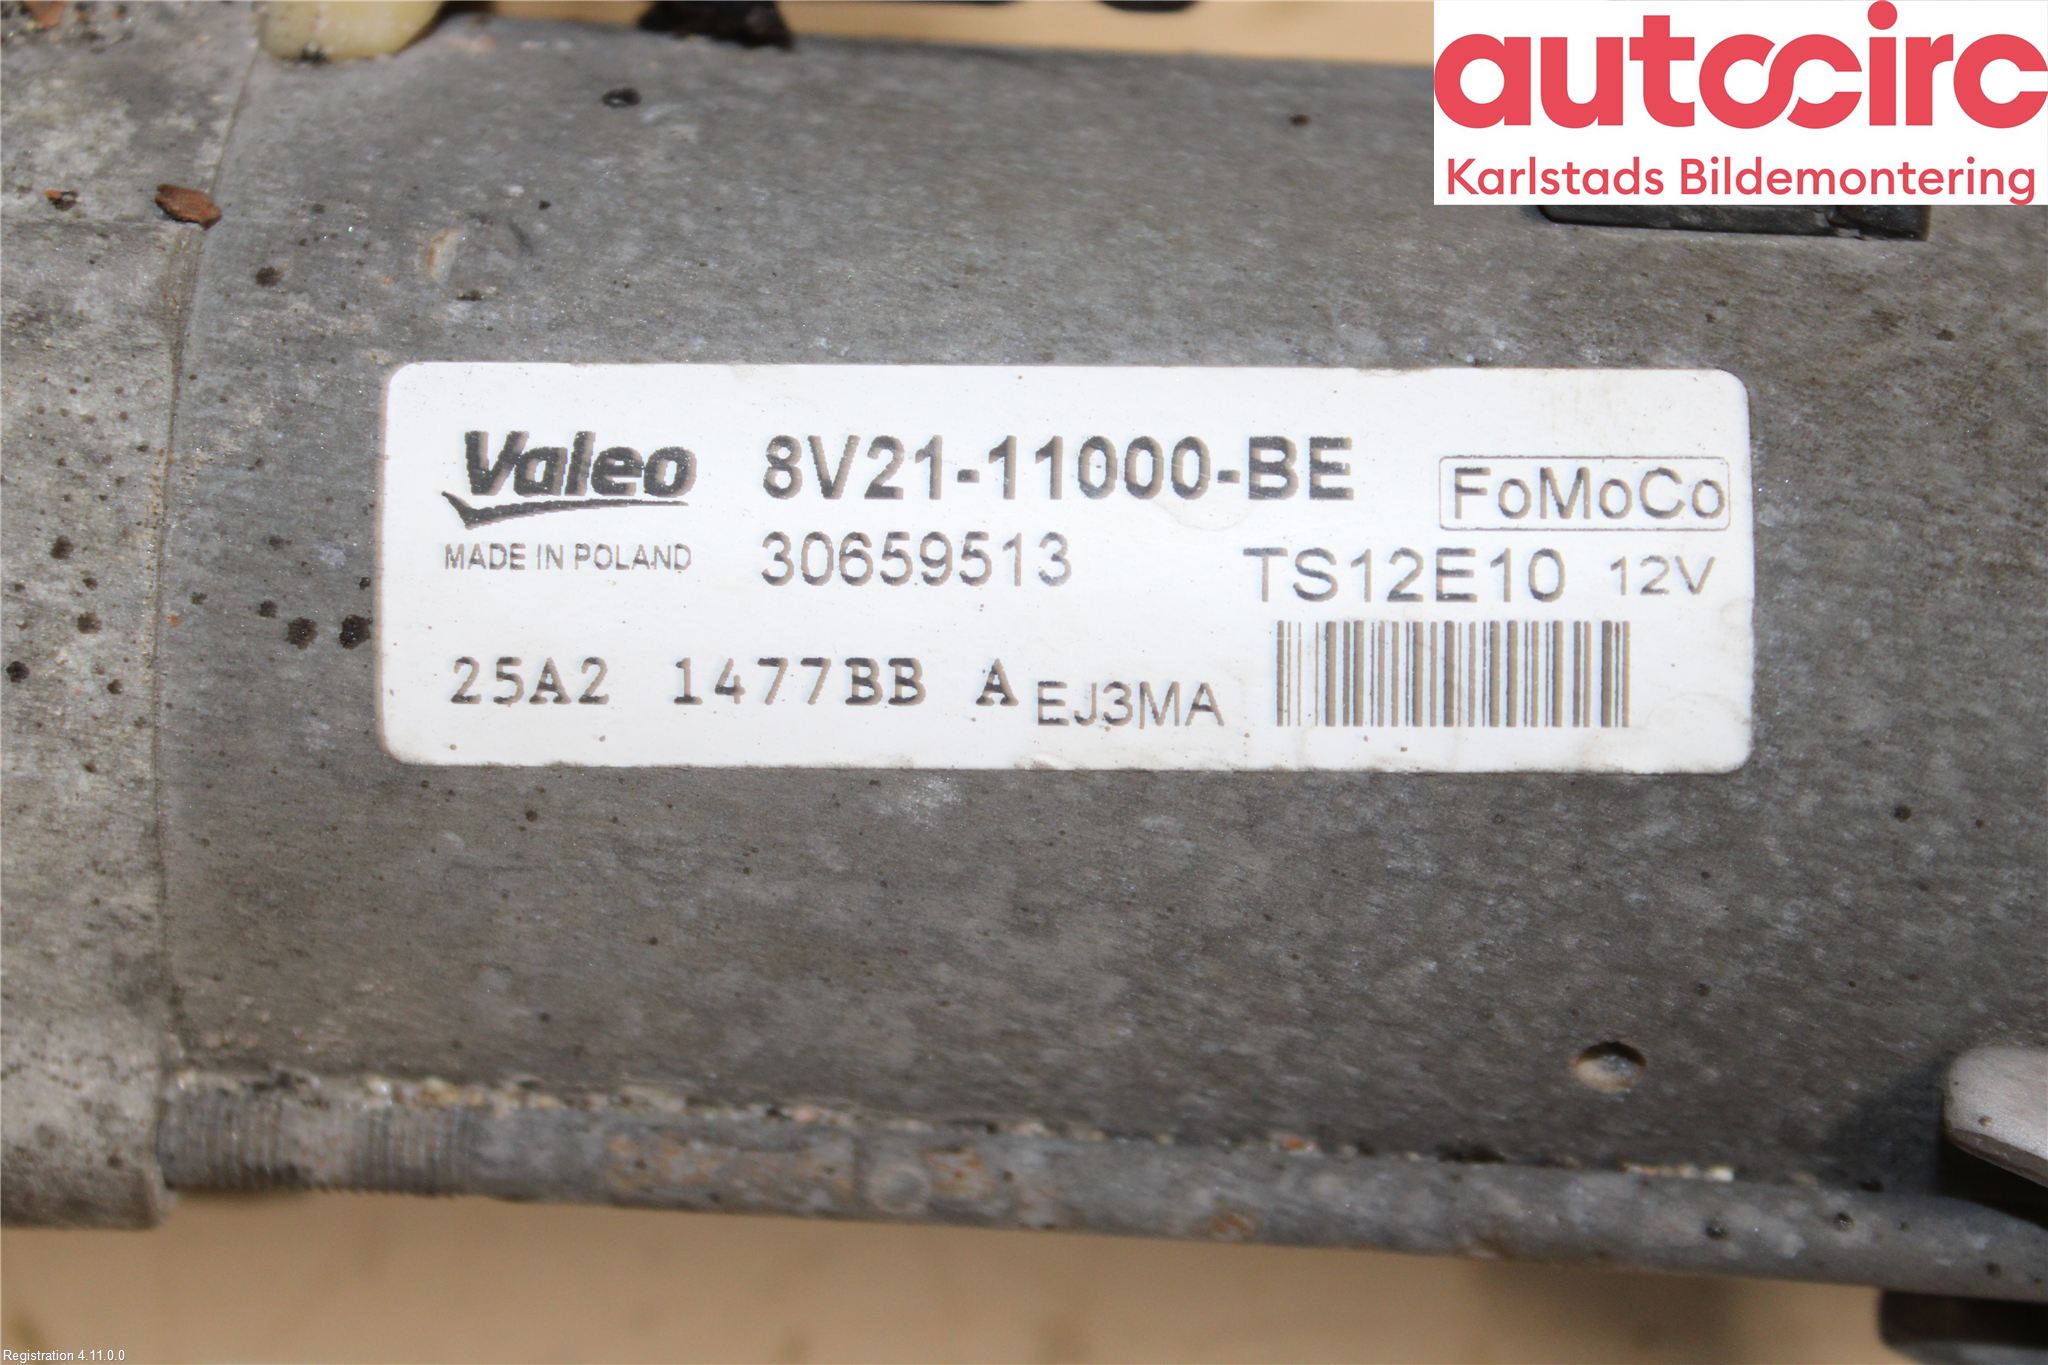 autocirc
Karlstads Bildemontering
Valeo
8V21-11000-BE
FoMoCo
MADE IN POLAND
30659513
TS12E10 12V
25A2 1477BB A EJ3MA
Registration 4.11.0.0